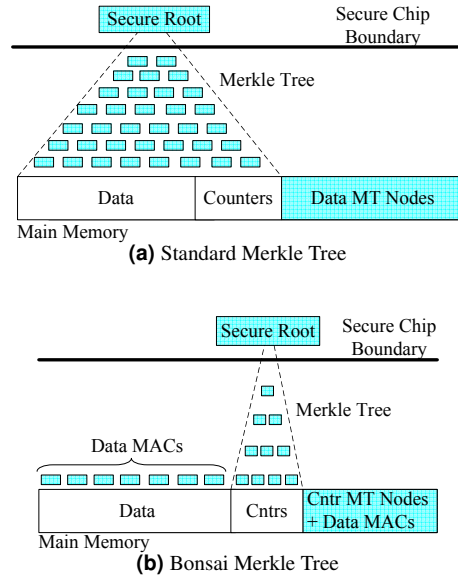 Secure Root
Secure Chip
Boundary
Merkle Tree
Data
Counters
Data MT Nodes
Main Memory
(a) Standard Merkle Tree
Secure Root
Secure Chip
Boundary
Merkle Tree
Data MACs
Data
Cntrs
Cntr MT Nodes
+ Data MACs
Main Memory
(b) Bonsai Merkle Tree